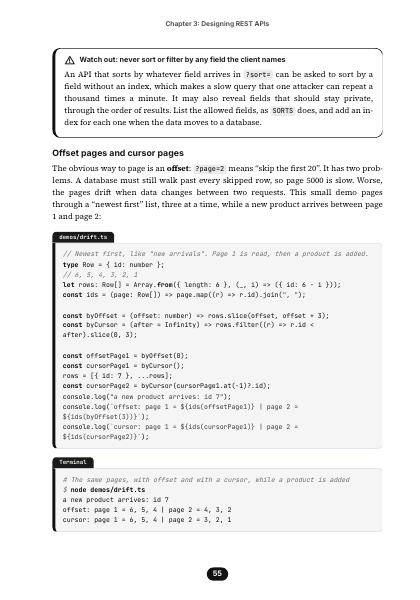 Chapter 3: Designing REST APIs
Watch out: never sort or filter by any field the client names
An API that sorts by whatever field arrives in ?sort= can be asked to sort by a
field without an index, which makes a slow query that one attacker can repeat a
thousand times a minute. It may also reveal fields that should stay private,
through the order of results. List the allowed fields, as SORTS does, and add an in-
dex for each one when the data moves to a database.
Offset pages and cursor pages
The obvious way to page is an offset: ?page=2 means “skip the first 20”. It has two prob-
lems. A database must still walk past every skipped row, so page 5000 is slow. Worse,
the pages drift when data changes between two requests. This small demo pages
through a “newest first” list, three at a time, while a new product arrives between page
1 and page 2:
demos/drift.ts
// Newest first, like "new arrivals". Page 1 is read, then a product is added.
type Row = { id: number };
// 6, 5, 4, 3, 2, 1
let rows: Row[] = Array.from({ length: 6 }, (_, i) => ({ id: 6 - i }));
const ids = (page: Row[]) => page.map((r) => r.id).join(", ");
const byOffset = (offset: number) => rows.slice(offset, offset + 3);
const byCursor = (after = Infinity) => rows.filter((r) => r.id <
after).slice(0, 3);
const offsetPage1 = byOffset(0);
const cursorPage1 = byCursor();
rows = [{ id: 7 }, ...rows];
const cursorPage2 = byCursor(cursorPage1.at(-1)?.id);
console.log("a new product arrives: id 7");
console.log(`offset: page 1 = ${ids(offsetPage1)} | page 2 =
${ids(byOffset(3))}`);
console.log(`cursor: page 1 = ${ids(cursorPage1)} | page 2 =
${ids(cursorPage2)}`);
Terminal
# The same pages, with offset and with a cursor, while a product is added
$ node demos/drift.ts
a new product arrives: id 7
offset: page 1 = 6, 5, 4 | page 2 = 4, 3, 2
cursor: page 1 = 6, 5, 4 | page 2 = 3, 2, 1
55